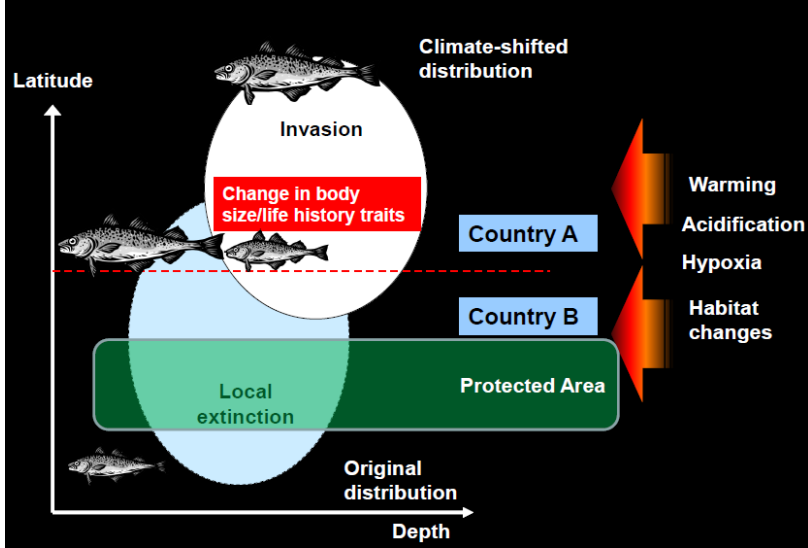 Climate-shifted
distribution
Latitude
Invasion
Change in body
size/life history traits
Warming
Acidification
Hypoxia
Habitat
changes
Country A
Country B
Protected Area
Local
extinction
Original
distribution
Depth